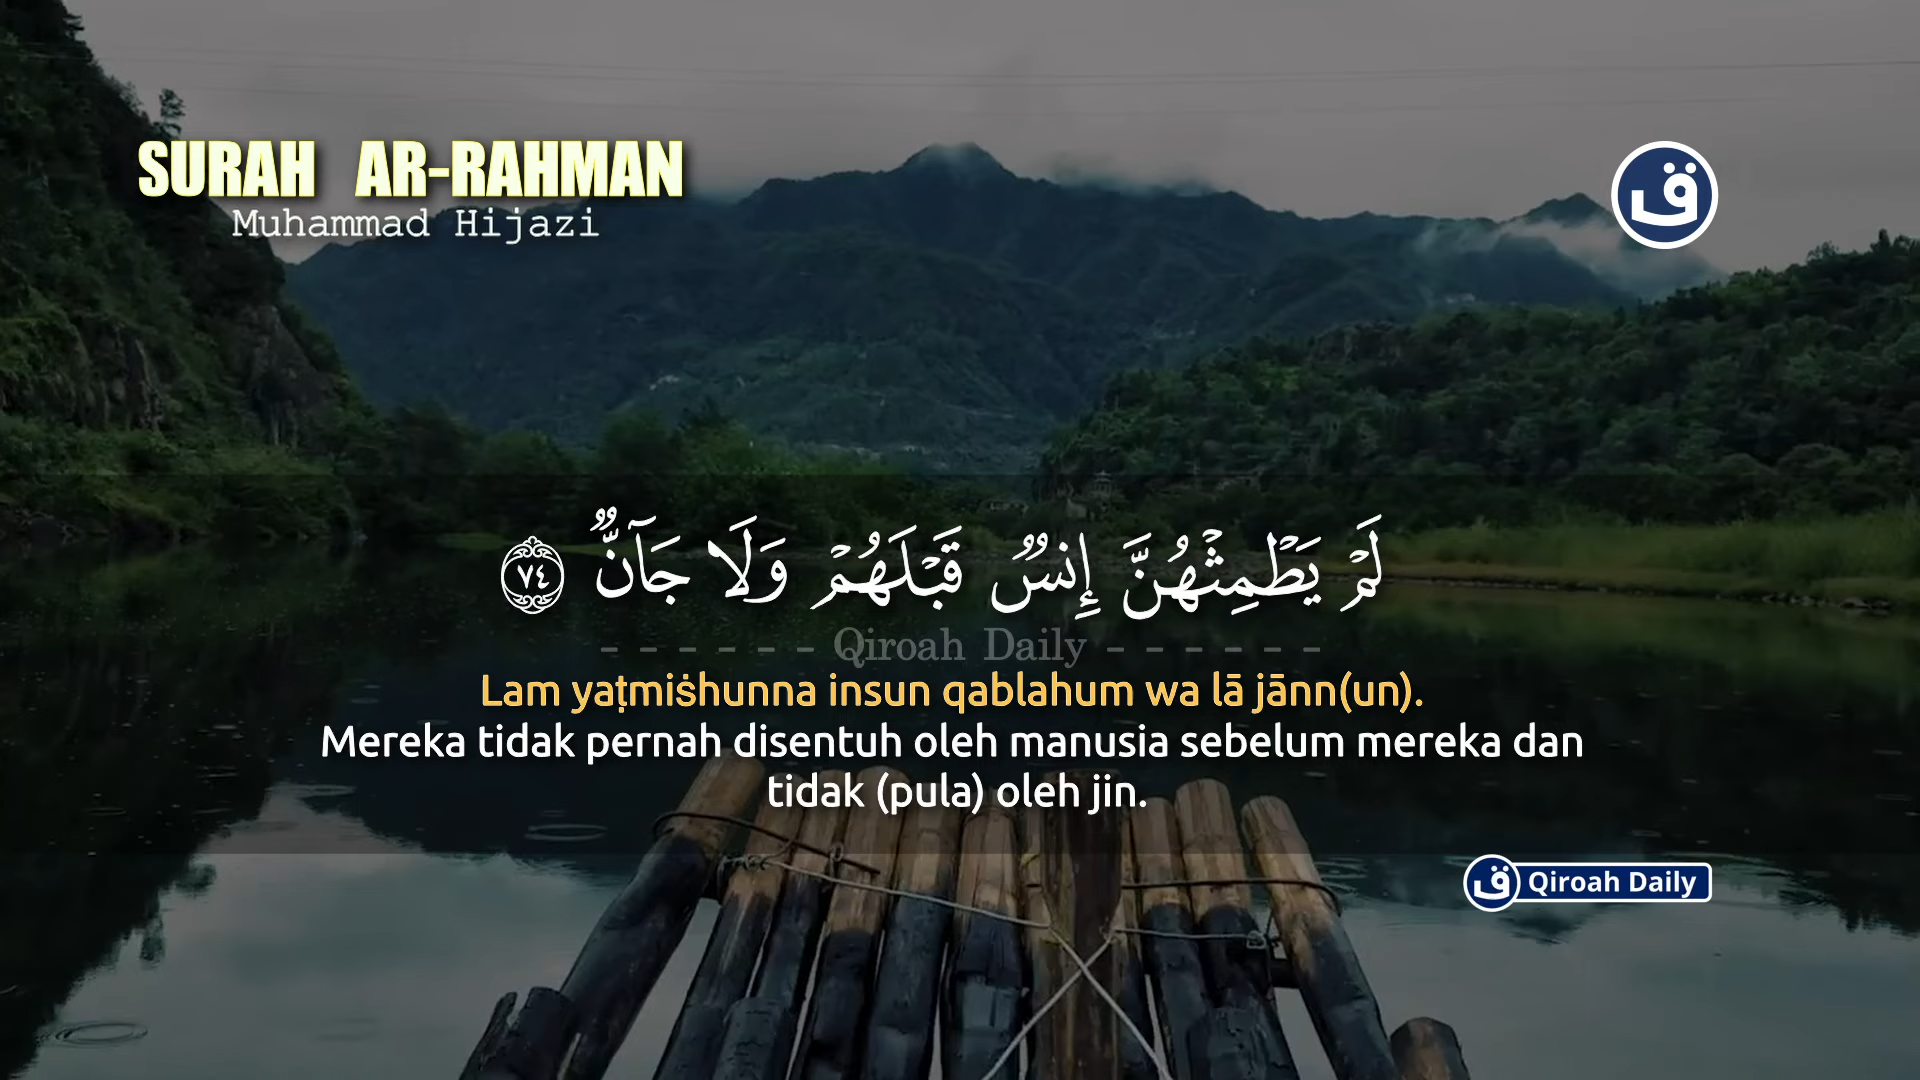 SURAH AR-RAHMAN
Muhammad Hijazi
ق
لَمْ يَطْمِثْهُنَّ إِنسٌ قَبْلَهُمْ وَلَا جَآنٌّ ٧٤
- - - - - - Qiroah Daily - - - - - -
Lam yaṭmiṡhunna insun qablahum wa lā jānn(un).
Mereka tidak pernah disentuh oleh manusia sebelum mereka dan
tidak (pula) oleh jin.
ق Qiroah Daily